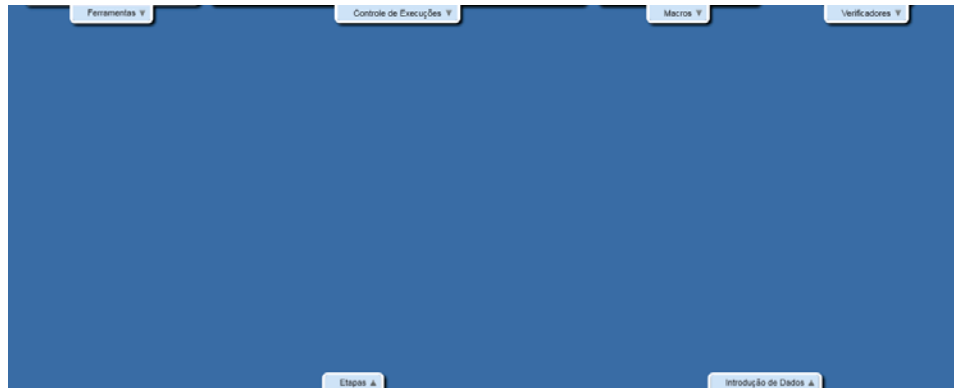 Ferramentas ▼ Controle de Execuções ▼ Macros ▼ Verificadores ▼
Etapas ▲ Introdução de Dados ▲